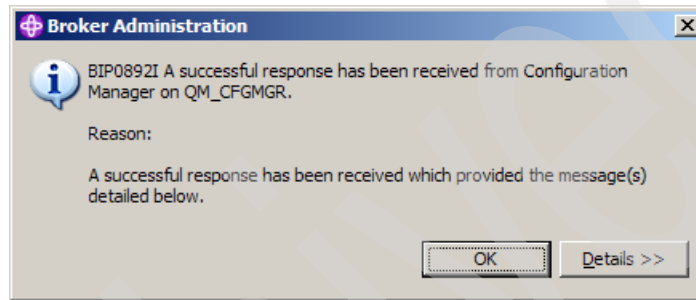 Broker Administration
BIP0892I A successful response has been received from Configuration
Manager on QM_CFGMGR.
Reason:
A successful response has been received which provided the message(s)
detailed below.
OK
Details >>